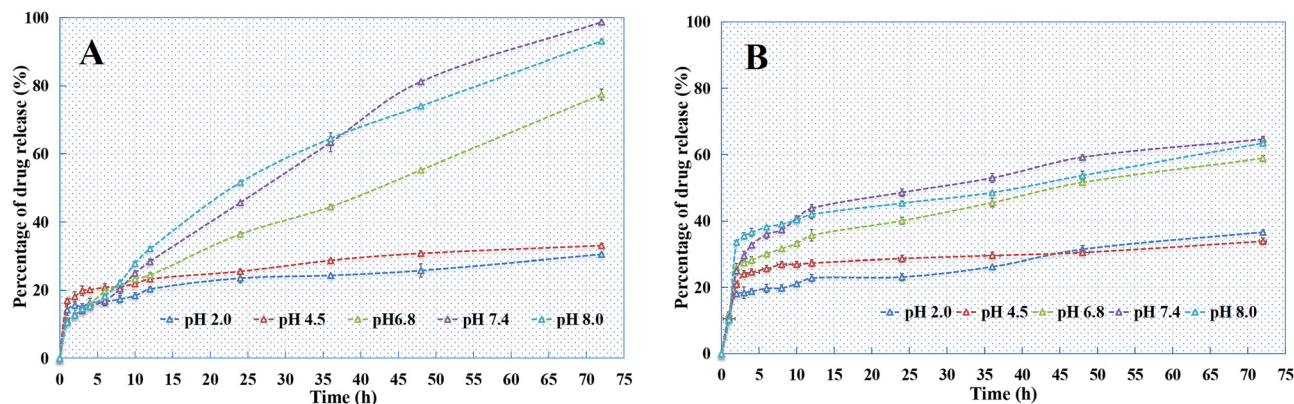 A
Percentage of drug release (%)
100
80
60
40
20
0
pH 2.0 pH 4.5 pH6.8 pH 7.4 pH 8.0
0 5 10 15 20 25 30 35 40 45 50 55 60 65 70 75
Time (h)
B
Percentage of drug release (%)
100
80
60
40
20
0
pH 2.0 pH 4.5 pH 6.8 pH 7.4 pH 8.0
0 5 10 15 20 25 30 35 40 45 50 55 60 65 70 75
Time (h)